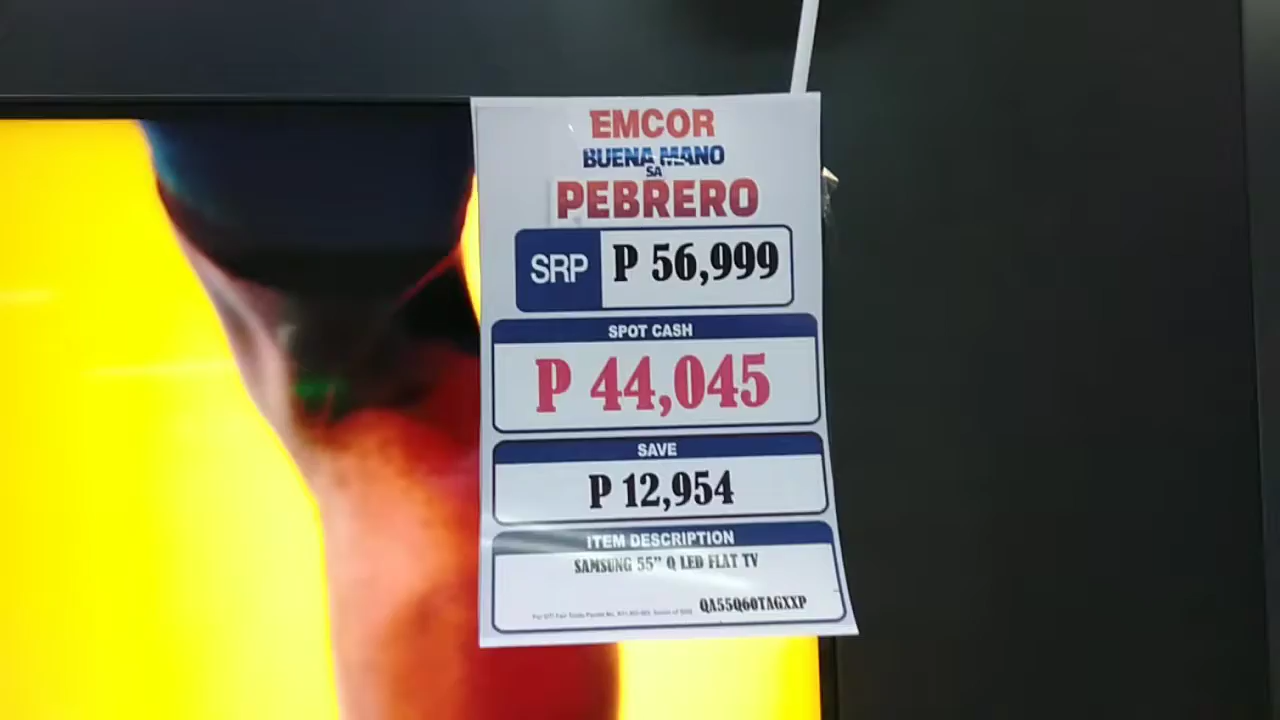 EMCOR
BUENA MANO
SA
PEBRERO
SRP ₱ 56,999
SPOT CASH
₱ 44,045
SAVE
₱ 12,954
ITEM DESCRIPTION
SAMSUNG 55" Q LED FLAT TV
QA55Q60TAGXXP